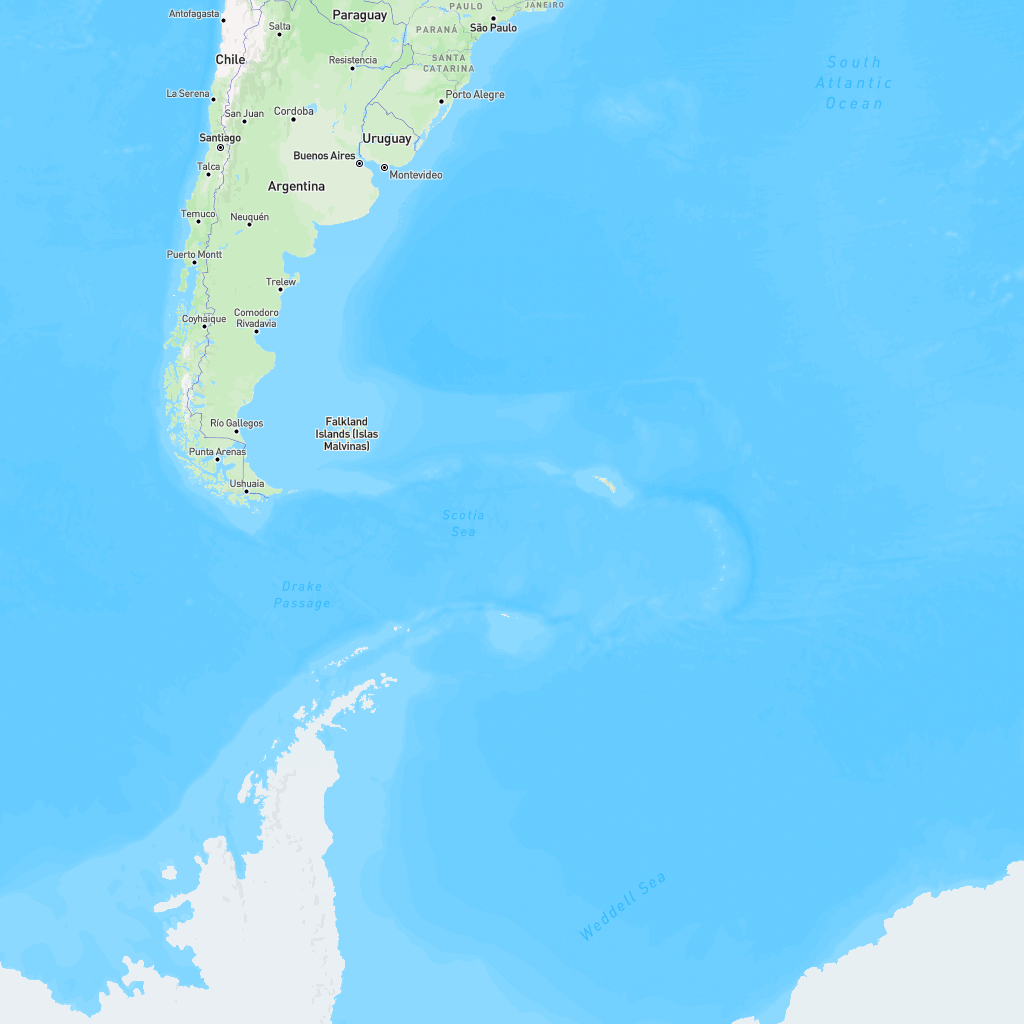 JANEIRO
PAULO
Antofagasta
Paraguay
Salta
PARANÁ
São Paulo
Chile
Resistencia
SANTA
CATARINA
South
Atlantic
Ocean
La Serena
Porto Alegre
San Juan
Cordoba
Santiago
Uruguay
Buenos Aires
Talca
Montevideo
Argentina
Temuco
Neuquén
Puerto Montt
Trelew
Coyhaique
Comodoro
Rivadavia
Río Gallegos
Falkland
Islands (Islas
Malvinas)
Punta Arenas
Ushuaia
Scotia
Sea
Drake
Passage
Weddell Sea